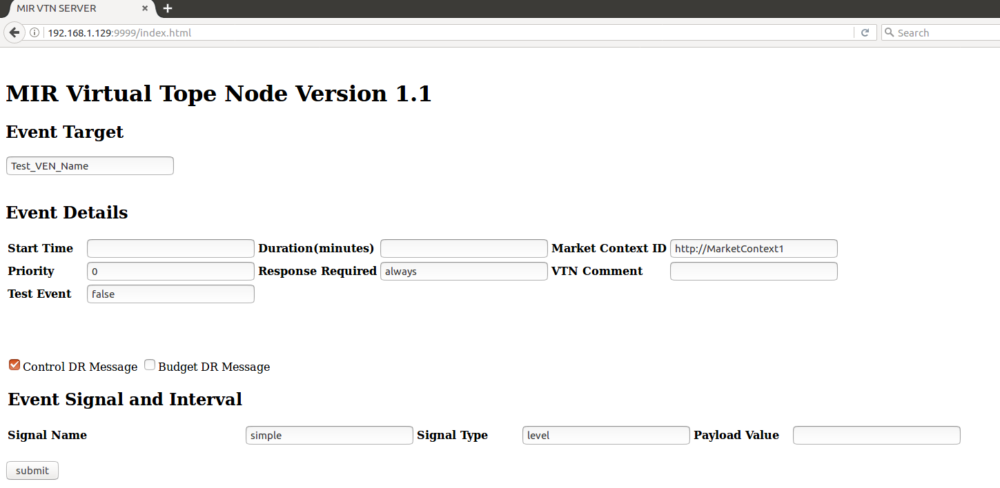 MIR VTN SERVER × +
192.168.1.129:9999/index.html Search
MIR Virtual Tope Node Version 1.1
Event Target
Test_VEN_Name
Event Details
Start Time Duration(minutes) Market Context ID http://MarketContext1
Priority 0 Response Required always VTN Comment
Test Event false
Control DR Message Budget DR Message
Event Signal and Interval
Signal Name simple Signal Type level Payload Value
submit